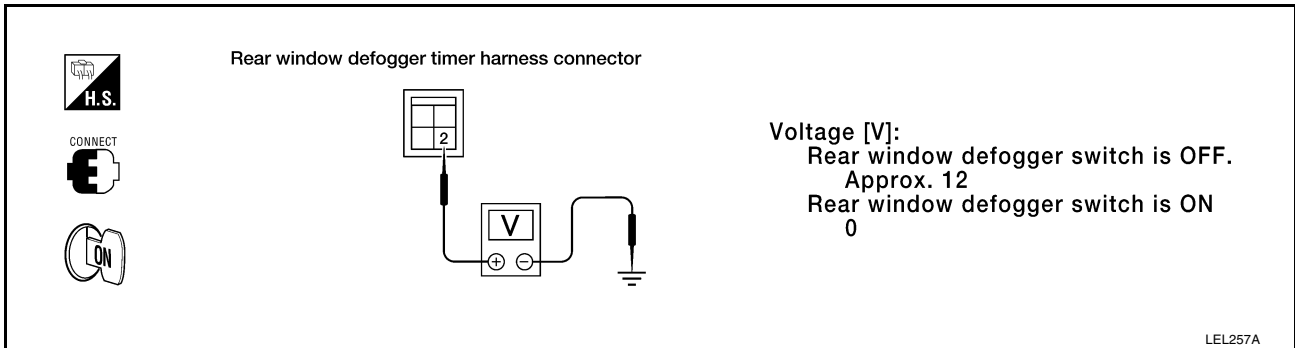 Rear window defogger timer harness connector
H.S.
CONNECT
ON
2
V
+ −
Voltage [V]:
Rear window defogger switch is OFF.
Approx. 12
Rear window defogger switch is ON
0
LEL257A